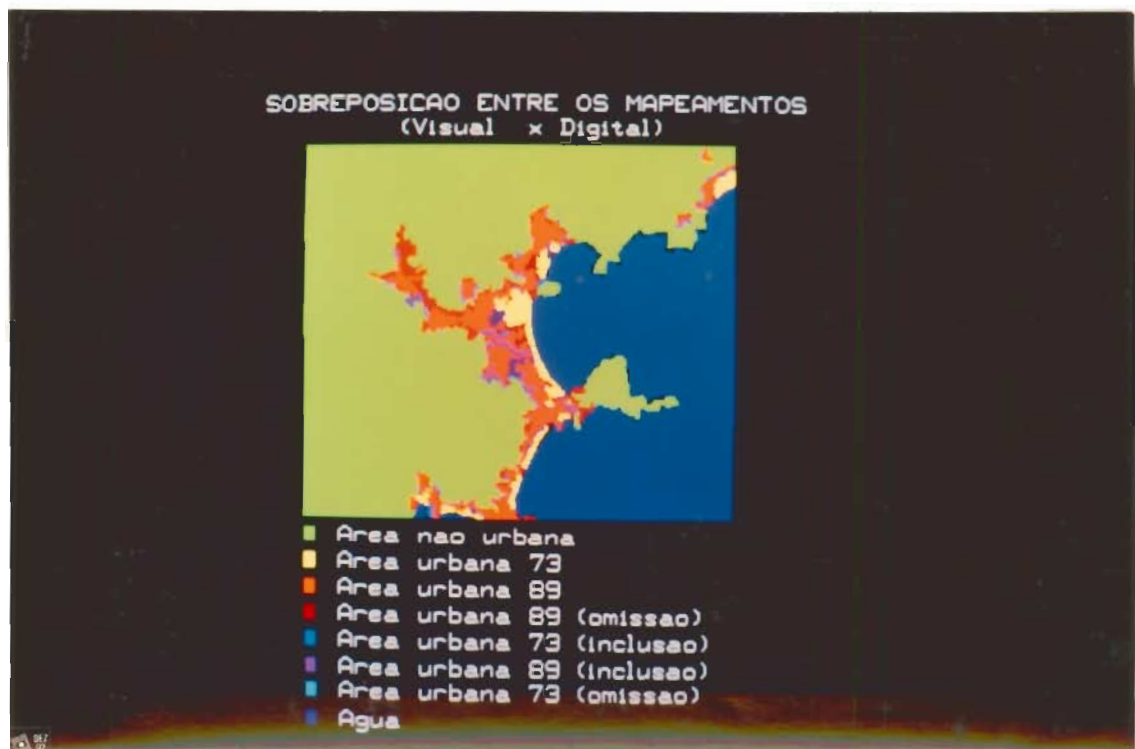 SOBREPOSICAO ENTRE OS MAPEAMENTOS
(Visual x Digital)
Area nao urbana
Area urbana 73
Area urbana 89
Area urbana 89 (omissao)
Area urbana 73 (inclusao)
Area urbana 89 (inclusao)
Area urbana 73 (omissao)
Agua
DEZ